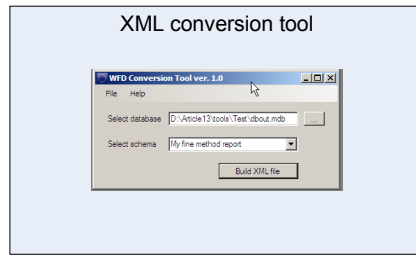 XML conversion tool
WFD Conversion Tool ver. 1.0
File Help
Select database D:\Article13\tools\Test\dbout.mdb ...
Select schema My fine method report
Build XML file